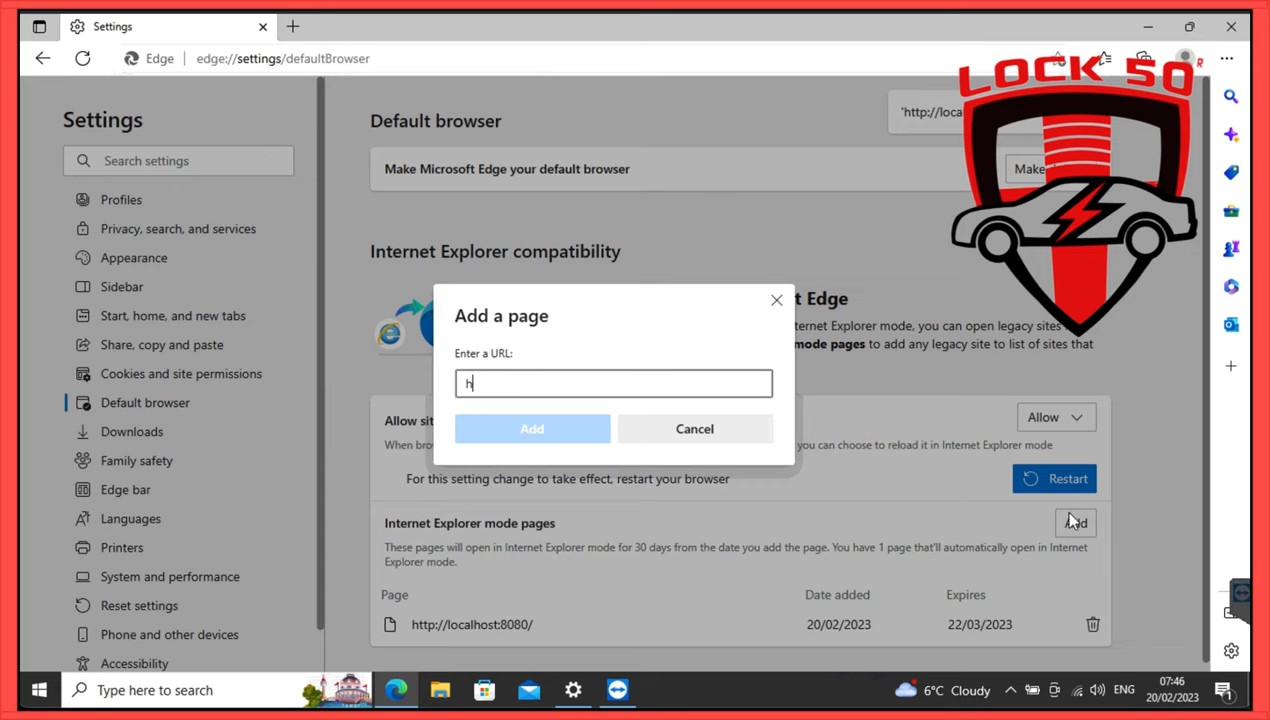 Settings
Edge
edge://settings/defaultBrowser
LOCK 50
R
Settings
Search settings
Profiles
Privacy, search, and services
Appearance
Sidebar
Start, home, and new tabs
Share, copy and paste
Cookies and site permissions
Default browser
Downloads
Family safety
Edge bar
Languages
Printers
System and performance
Reset settings
Phone and other devices
Accessibility
Default browser
'http://loca
Make Microsoft Edge your default browser
Make
Internet Explorer compatibility
t Edge
ternet Explorer mode, you can open legacy sites
mode pages to add any legacy site to list of sites that
Add a page
Enter a URL:
h
Add
Cancel
Allow sit
Allow
When brow
you can choose to reload it in Internet Explorer mode
For this setting change to take effect, restart your browser
Restart
Internet Explorer mode pages
Add
These pages will open in Internet Explorer mode for 30 days from the date you add the page. You have 1 page that'll automatically open in Internet
Explorer mode.
Page
Date added
Expires
http://localhost:8080/
20/02/2023
22/03/2023
Type here to search
6°C Cloudy
ENG
07:46
20/02/2023
1